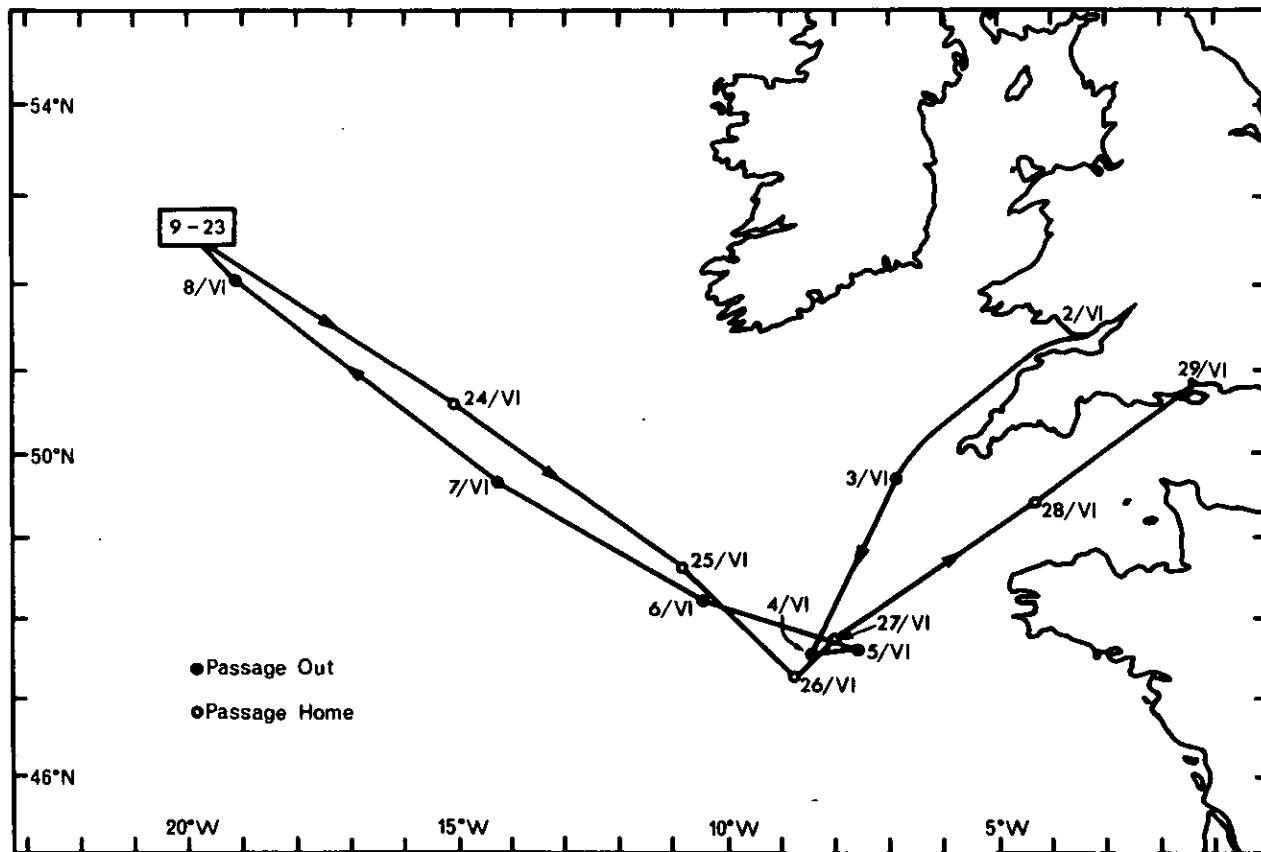 54°N
9-23
8/VI
2/VI
29/VI
24/VI
50°N
7/VI
3/VI
28/VI
25/VI
6/VI
4/VI
27/VI
5/VI
26/VI
●Passage Out
○Passage Home
46°N
20°W
15°W
10°W
5°W